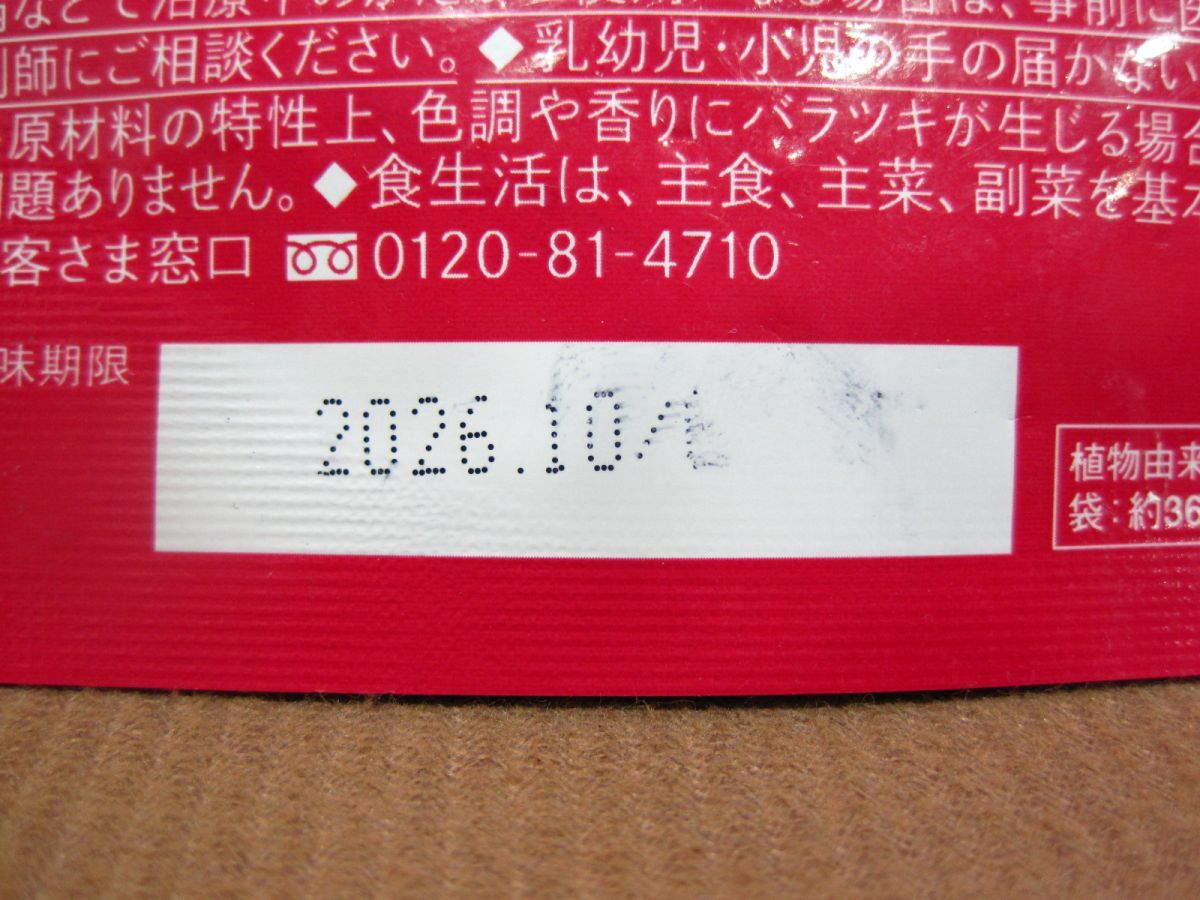 師にご相談ください。◆乳幼児・小児の手の届かない
原材料の特性上、色調や香りにバラツキが生じる場合
題ありません。◆食生活は、主食、主菜、副菜を基
客さま窓口 0120-81-4710
味期限
2026.10/
植物由来
袋:約36